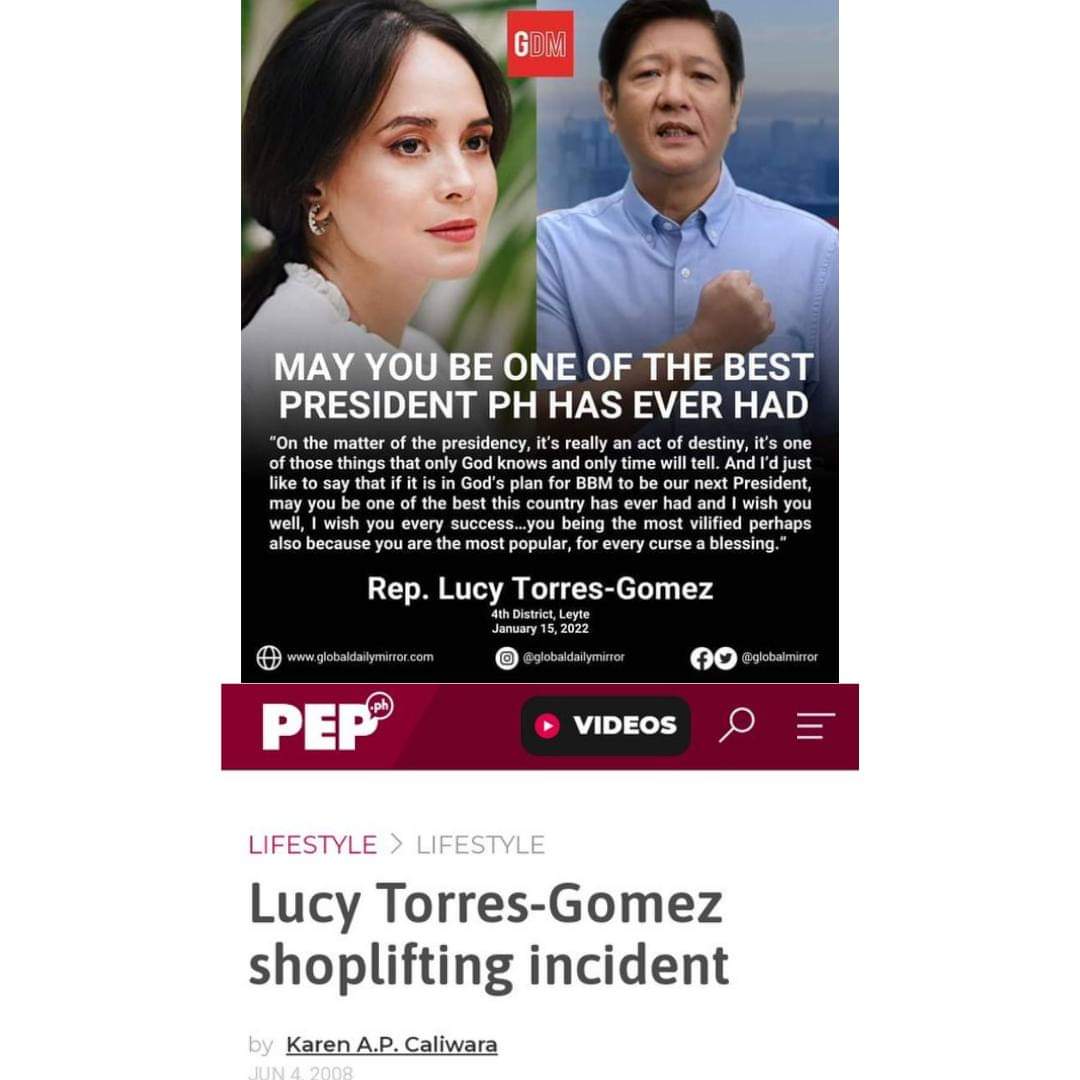 GDM
MAY YOU BE ONE OF THE BEST
PRESIDENT PH HAS EVER HAD
“On the matter of the presidency, it’s really an act of destiny, it’s one
of those things that only God knows and only time will tell. And I’d just
like to say that if it is in God’s plan for BBM to be our next President,
may you be one of the best this country has ever had and I wish you
well, I wish you every success...you being the most vilified perhaps
also because you are the most popular, for every curse a blessing.”
Rep. Lucy Torres-Gomez
4th District, Leyte
January 15, 2022
www.globaldailymirror.com @globaldailymirror @globalmirror
PEP.ph VIDEOS
LIFESTYLE > LIFESTYLE
Lucy Torres-Gomez
shoplifting incident
by Karen A.P. Caliwara
JUN 4, 2008